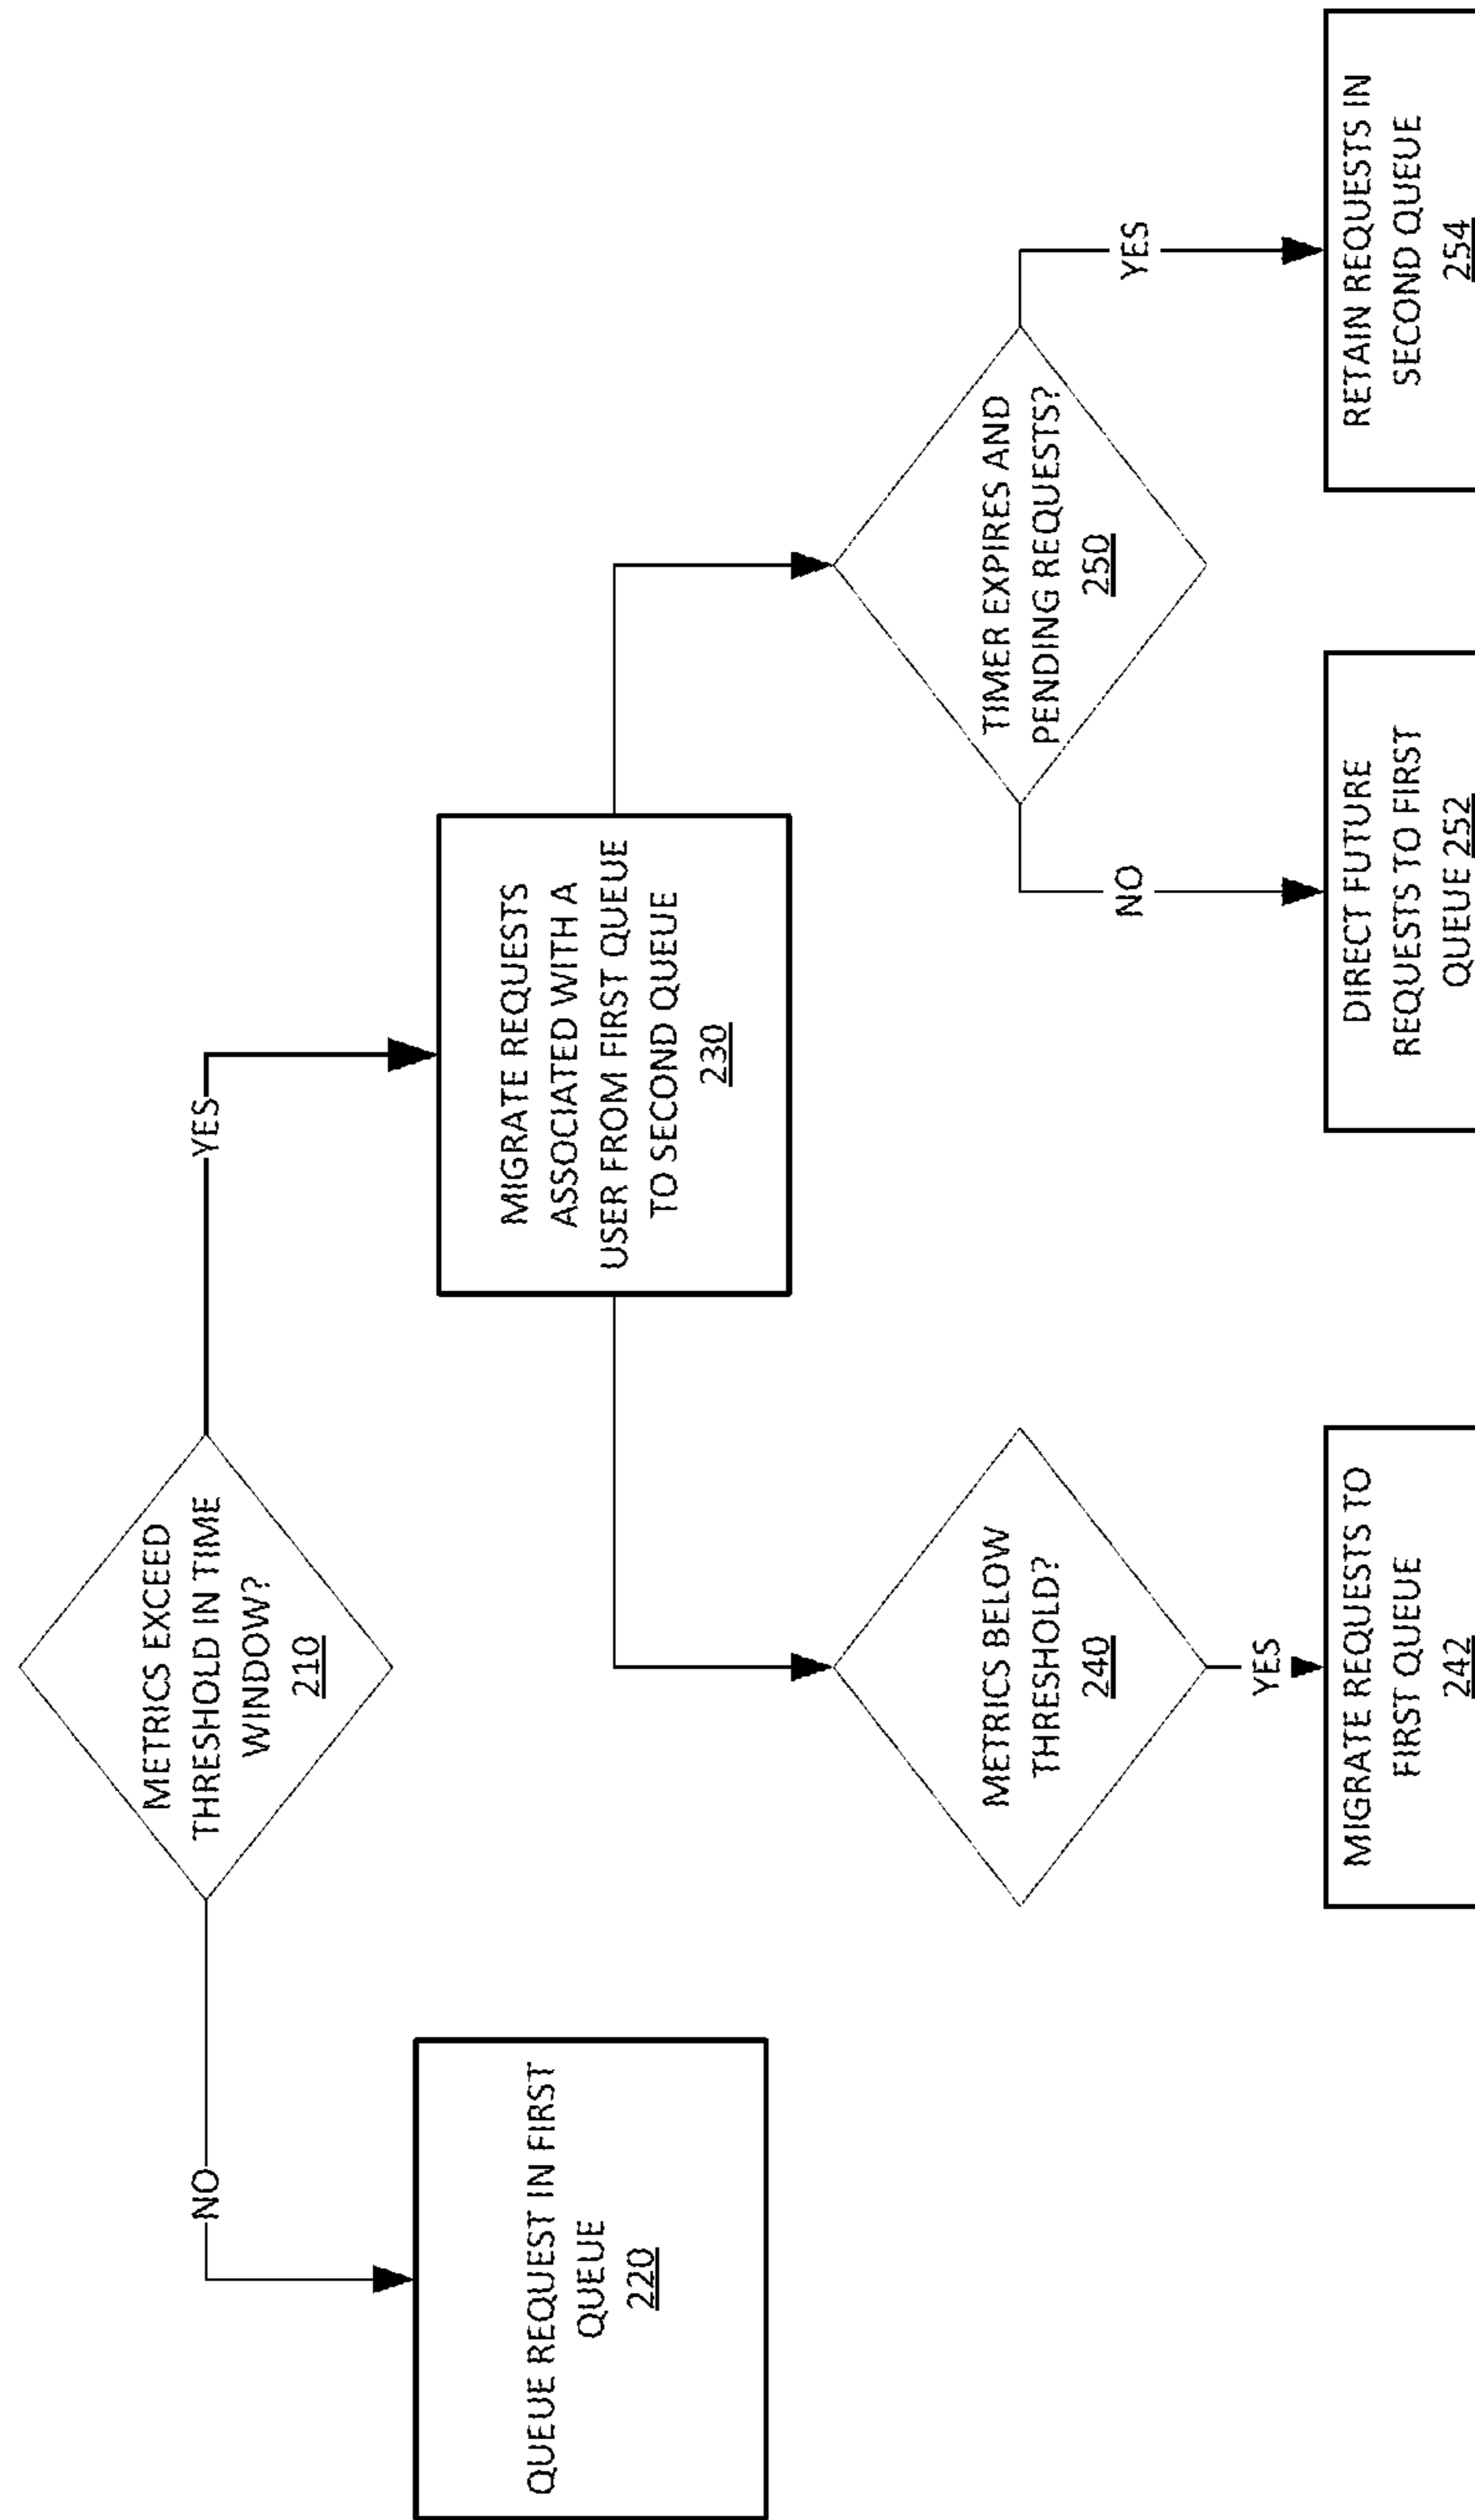 METRICS EXCEED
THRESHOLD IN TIME
WINDOW?
210
NO
YES
QUEUE REQUEST IN FIRST
QUEUE
220
MIGRATE REQUESTS
ASSOCIATED WITH A
USER FROM FIRST QUEUE
TO SECOND QUEUE
230
METRICS BELOW
THRESHOLD?
240
TIMER EXPIRES AND
PENDING REQUESTS?
250
YES
NO
YES
MIGRATE REQUESTS TO
FIRST QUEUE
242
DIRECT FUTURE
REQUESTS TO FIRST
QUEUE 252
RETAIN REQUESTS IN
SECOND QUEUE
254